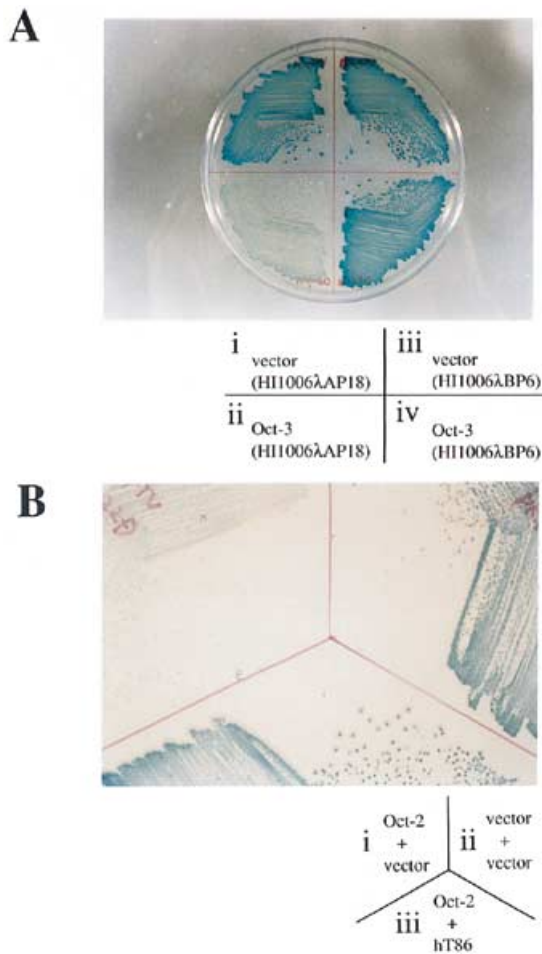 A
i
vector
(HI1006λAP18)
iii
vector
(HI1006λBP6)
ii
Oct-3
(HI1006λAP18)
iv
Oct-3
(HI1006λBP6)
B
i
Oct-2
+
vector
ii
vector
+
vector
iii
Oct-2
+
hT86